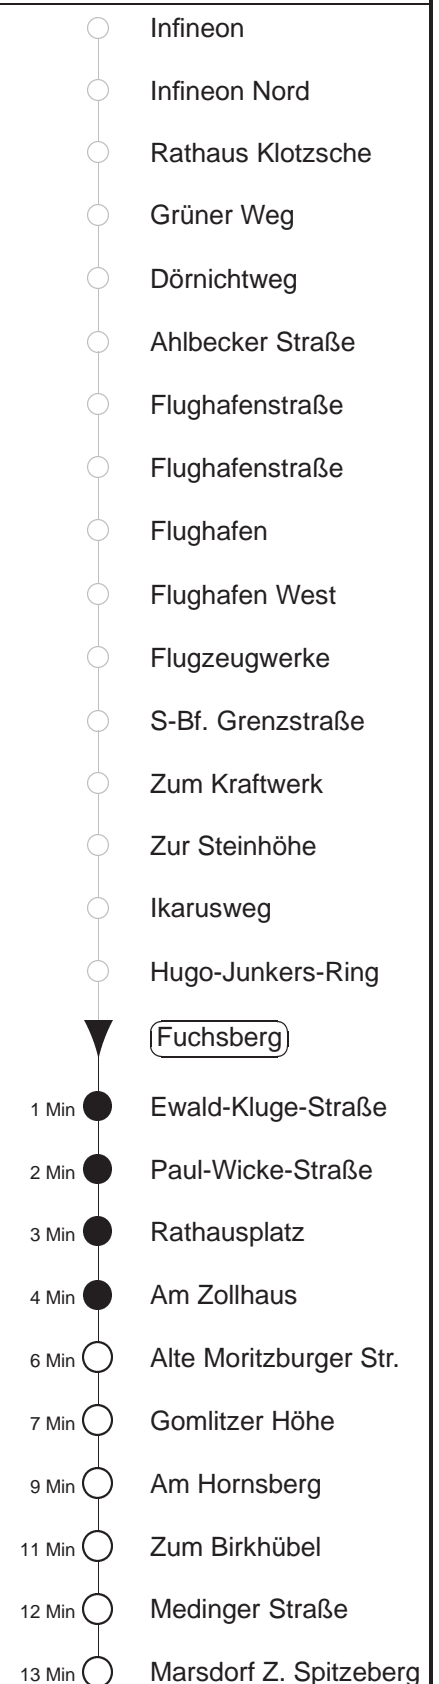 Infineon
Infineon Nord
Rathaus Klotzsche
Grüner Weg
Dörnichtweg
Ahlbecker Straße
Flughafenstraße
Flughafenstraße
Flughafen
Flughafen West
Flugzeugwerke
S-Bf. Grenzstraße
Zum Kraftwerk
Zur Steinhöhe
Ikarusweg
Hugo-Junkers-Ring
Fuchsberg
1 Min Ewald-Kluge-Straße
2 Min Paul-Wicke-Straße
3 Min Rathausplatz
4 Min Am Zollhaus
6 Min Alte Moritzburger Str.
7 Min Gomlitzer Höhe
9 Min Am Hornsberg
11 Min Zum Birkhübel
12 Min Medinger Straße
13 Min Marsdorf Z. Spitzeberg